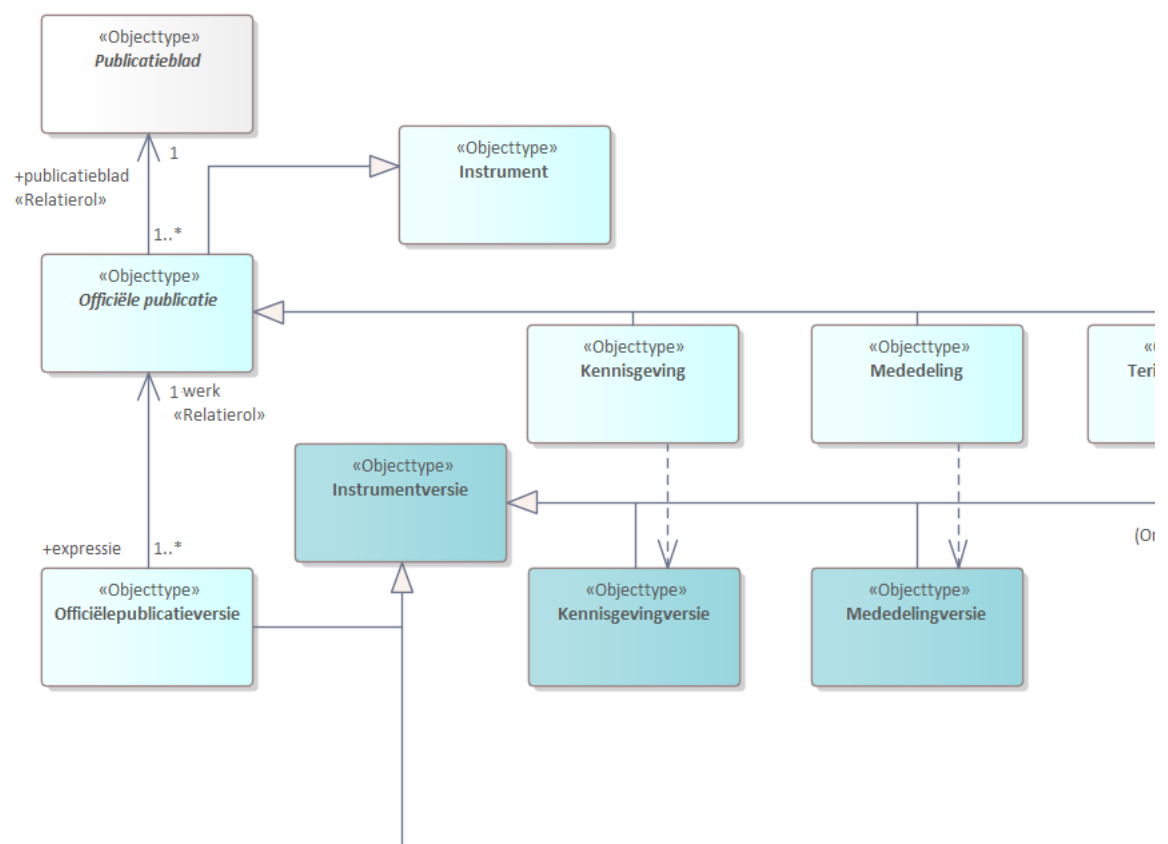 «Objecttype»
Publicatieblad
1
+publicatieblad
«Relatierol»
1..*
«Objecttype»
Instrument
«Objecttype»
Officiële publicatie
«Objecttype»
Kennisgeving
«Objecttype»
Mededeling
1
werk
«Relatierol»
«Objecttype»
Instrumentversie
+expressie
1..*
«Objecttype»
Officiëlepublicatieversie
«Objecttype»
Kennisgevingversie
«Objecttype»
Mededelingversie